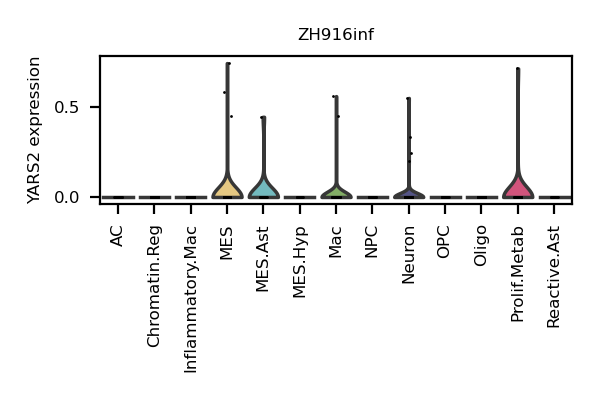 ZH916inf
YARS2 expression
0.5
0.0
AC
Chromatin.Reg
Inflammatory.Mac
MES
MES.Ast
MES.Hyp
Mac
NPC
Neuron
OPC
Oligo
Prolif.Metab
Reactive.Ast